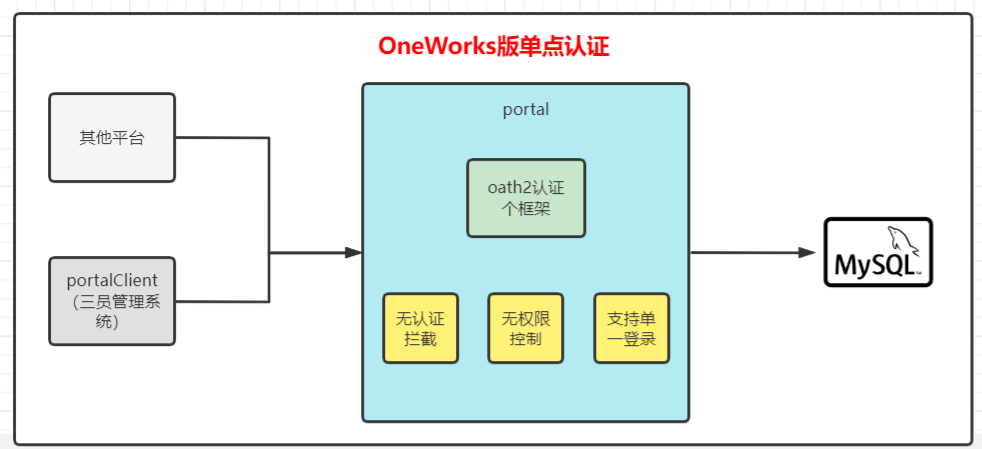 OneWorks版单点认证
其他平台
portalClient
（三员管理系
统）
portal
oath2认证
个框架
无认证
拦截
无权限
控制
支持单
一登录
MySQL™